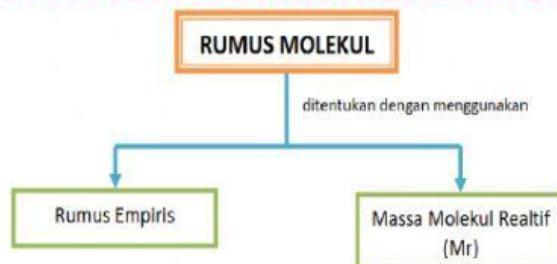 RUMUS MOLEKUL
ditentukan dengan menggunakan
Rumus Empiris
Massa Molekul Realtif
(Mr)